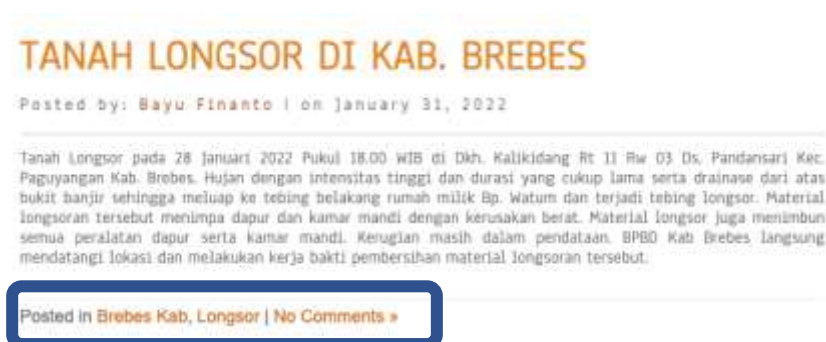 TANAH LONGSOR DI KAB. BREBES
Posted by: Bayu Finanto | on January 31, 2022
Tanah Longsor pada 28 Januari 2022 Pukul 18.00 WIB di Dkh. Kalikidang Rt 11 Rw 03 Ds. Pandansari Kec.
Paguyangan Kab. Brebes. Hujan dengan intensitas tinggi dan durasi yang cukup lama serta drainase dari atas
bukit banjir sehingga meluap ke tebing belakang rumah milik Bp. Watum dan terjadi tebing longsor. Material
longsoran tersebut menimpa dapur dan kamar mandi dengan kerusakan berat. Material longsor juga menimbun
semua peralatan dapur serta kamar mandi. Kerugian masih dalam pendataan. BPBD Kab Brebes langsung
mendatangi lokasi dan melakukan kerja bakti pembersihan material longsoran tersebut.
Posted in Brebes Kab, Longsor | No Comments »